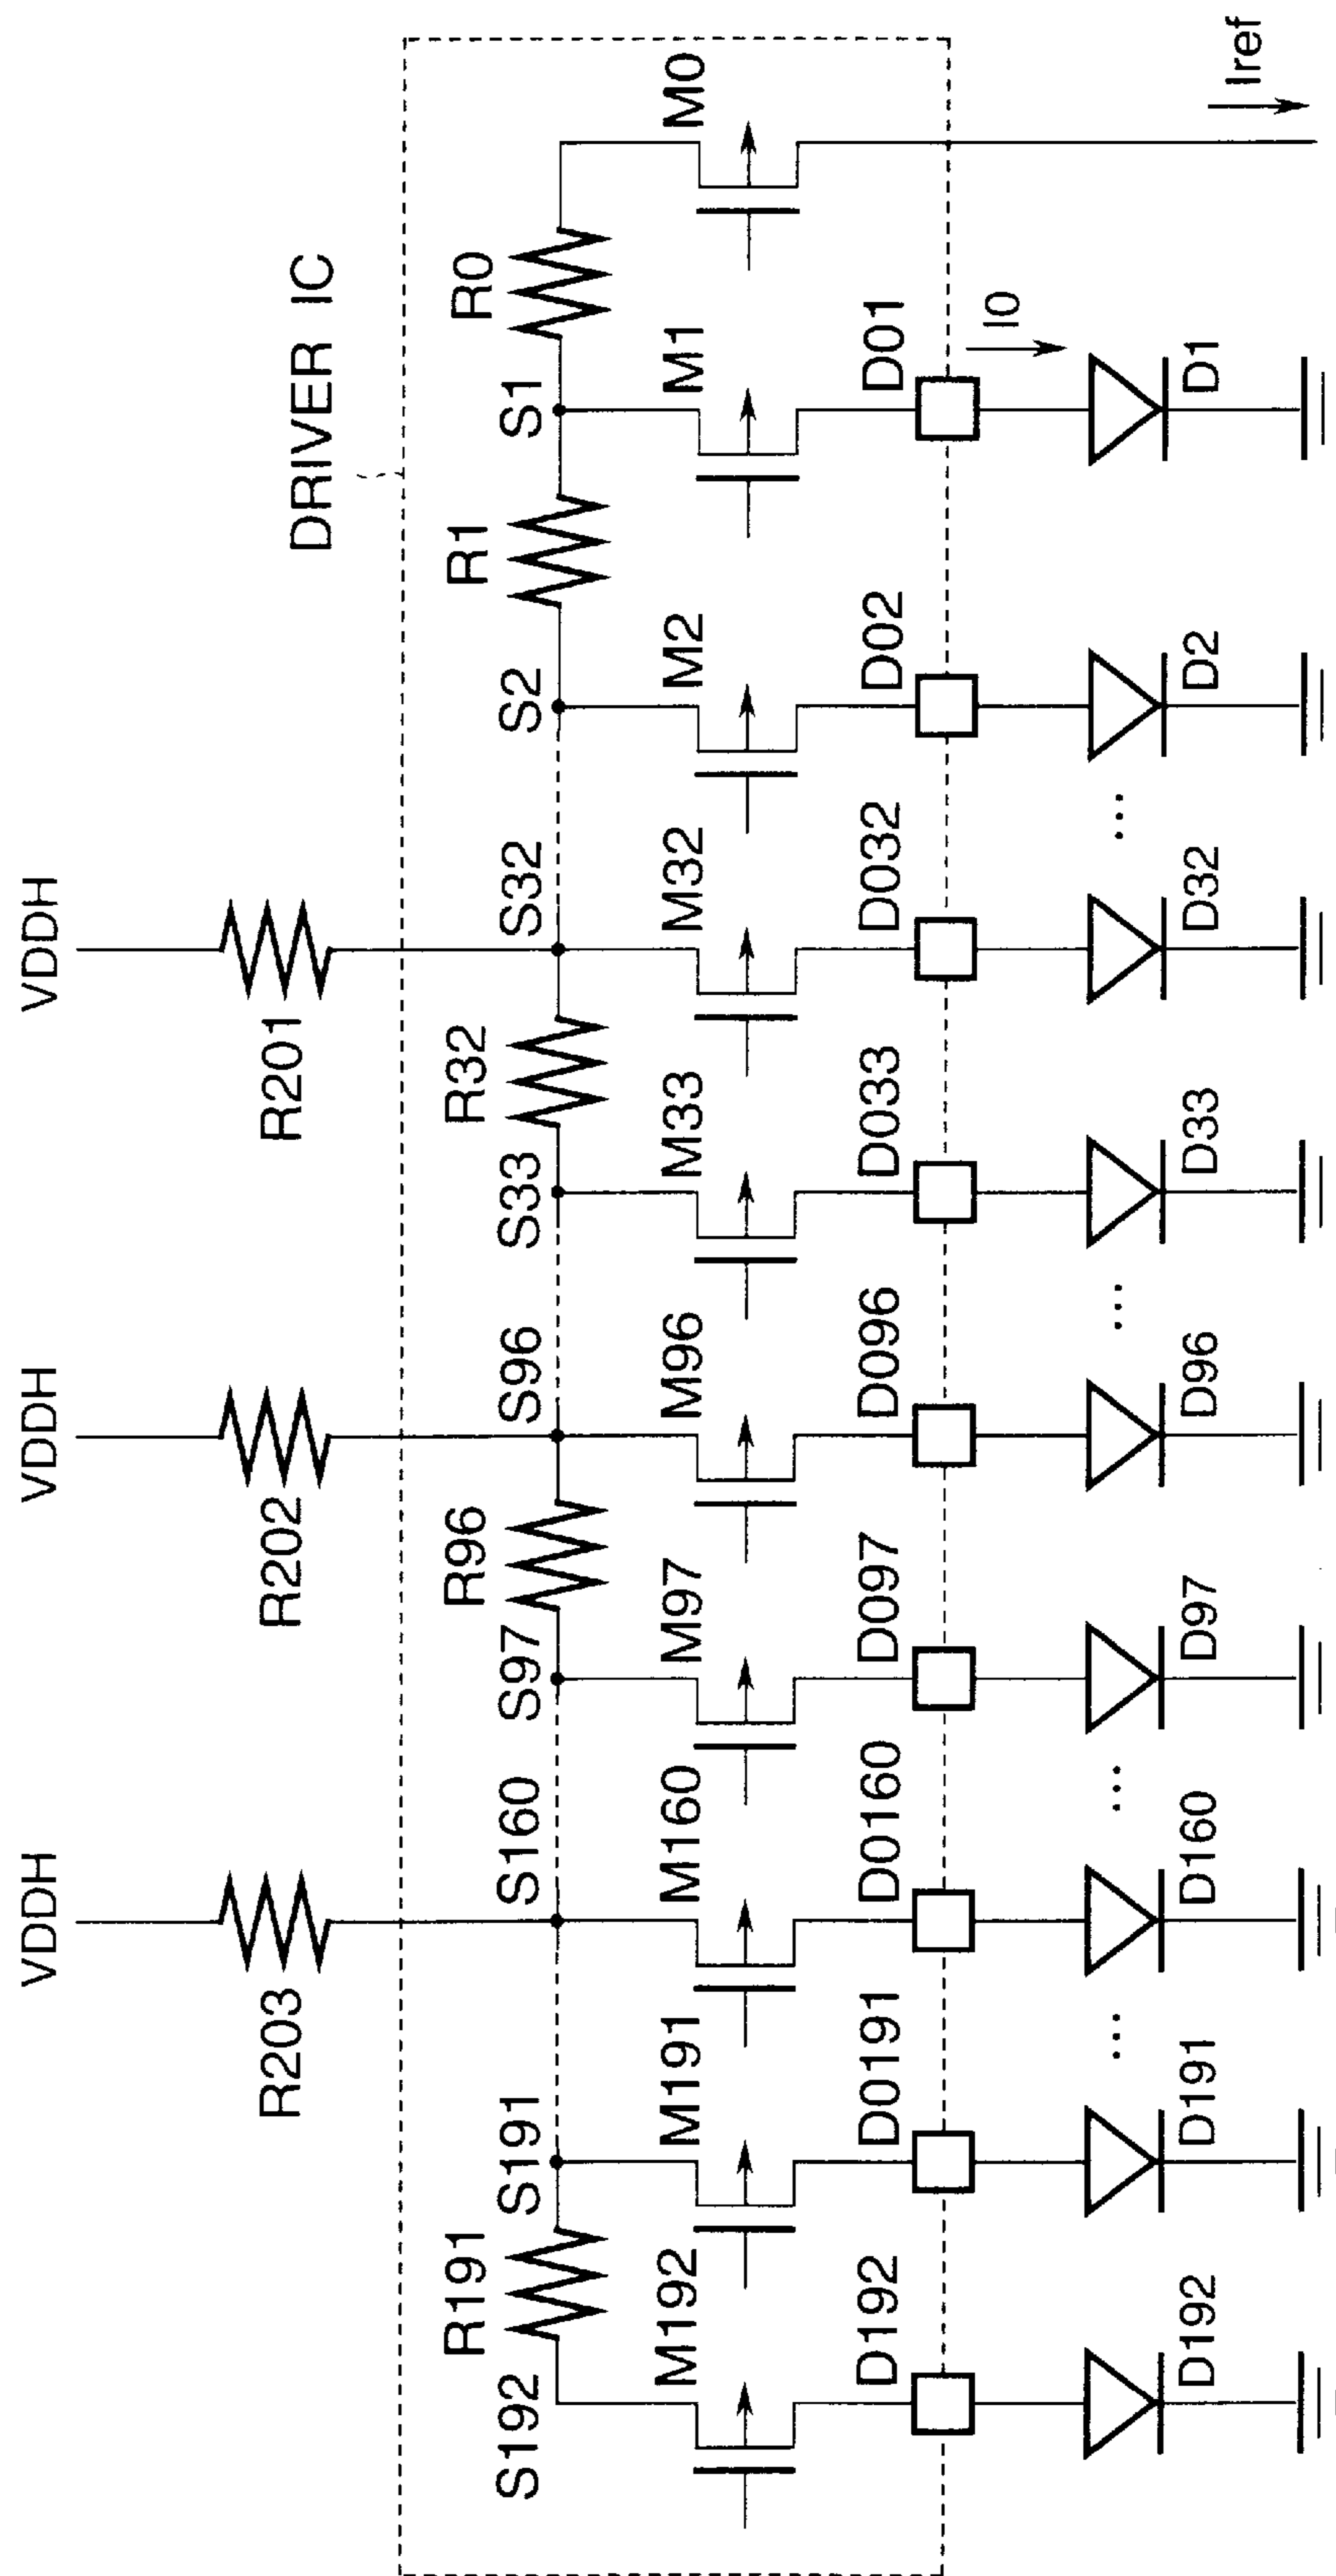 VDDH VDDH VDDH
R203 R202 R201
DRIVER IC
R191 R96 R32 R1 R0
S192 S191 S160 S97 S96 S33 S32 S2 S1
M192 M191 M160 M97 M96 M33 M32 M2 M1 M0
D192 D0191 D0160 D097 D096 D033 D032 D02 D01
I0
Iref
... ... ... ...
D192 D191 D160 D97 D96 D33 D32 D2 D1